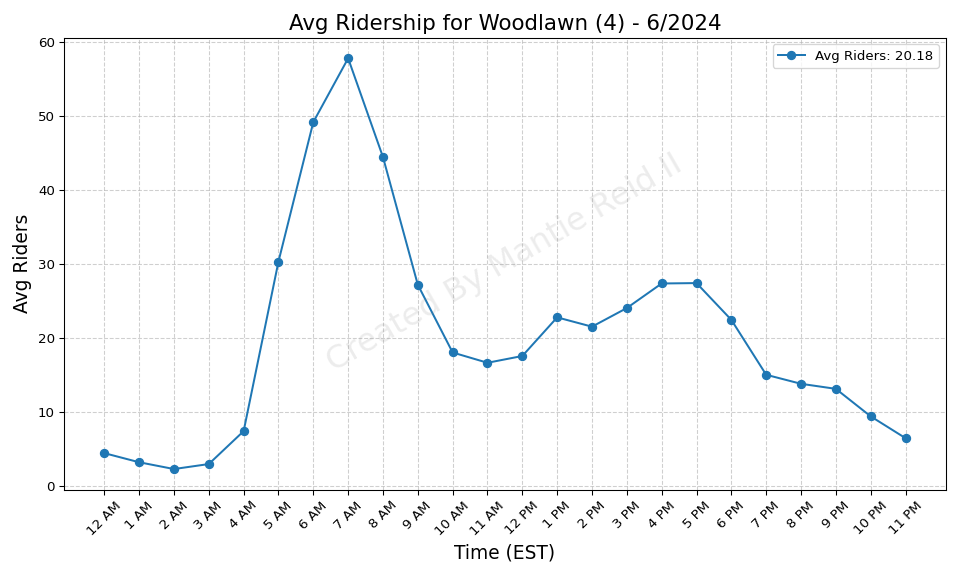 Avg Ridership for Woodlawn (4) - 6/2024
Avg Riders: 20.18
60
50
40
30
20
10
0
Avg Riders
Created By Mantie Reid II
12 AM
1 AM
2 AM
3 AM
4 AM
5 AM
6 AM
7 AM
8 AM
9 AM
10 AM
11 AM
12 PM
1 PM
2 PM
3 PM
4 PM
5 PM
6 PM
7 PM
8 PM
9 PM
10 PM
11 PM
Time (EST)